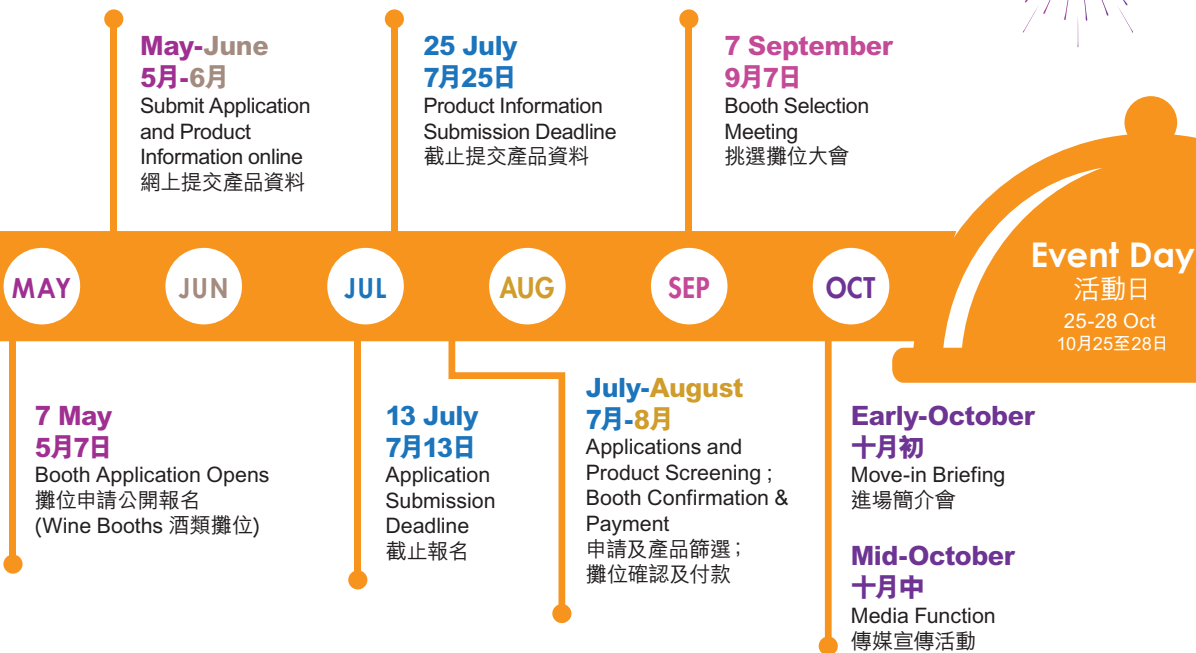 May-June
5月-6月
Submit Application
and Product
Information online
網上提交產品資料
25 July
7月25日
Product Information
Submission Deadline
截止提交產品資料
7 September
9月7日
Booth Selection
Meeting
挑選攤位大會
MAY
JUN
JUL
AUG
SEP
OCT
Event Day
活動日
25-28 Oct
10月25至28日
7 May
5月7日
Booth Application Opens
攤位申請公開報名
(Wine Booths 酒類攤位)
13 July
7月13日
Application
Submission
Deadline
截止報名
July-August
7月-8月
Applications and
Product Screening ;
Booth Confirmation &
Payment
申請及產品篩選；
攤位確認及付款
Early-October
十月初
Move-in Briefing
進場簡介會
Mid-October
十月中
Media Function
傳媒宣傳活動